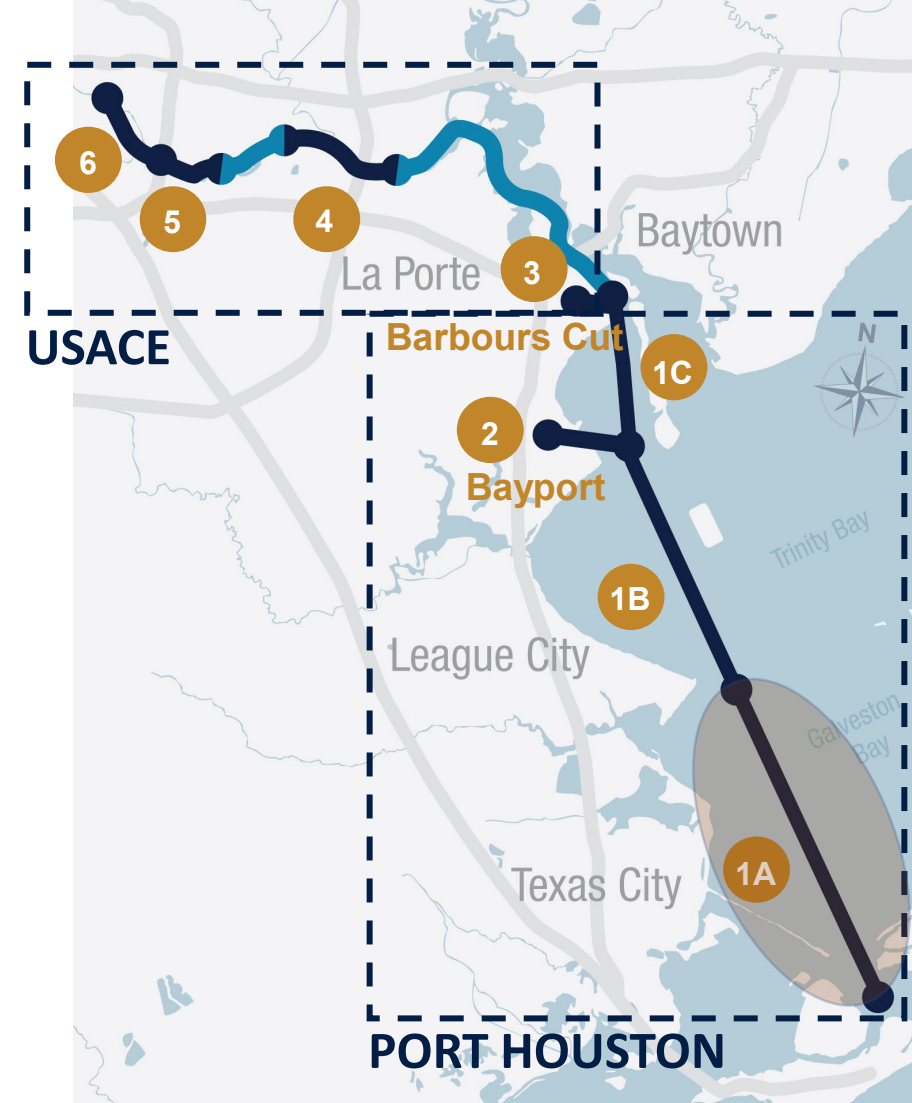 6
5
4
Baytown
La Porte
3
USACE
Barbours Cut
N
1C
2
Bayport
Trinity Bay
1B
League City
Galveston
Bay
1A
Texas City
PORT HOUSTON